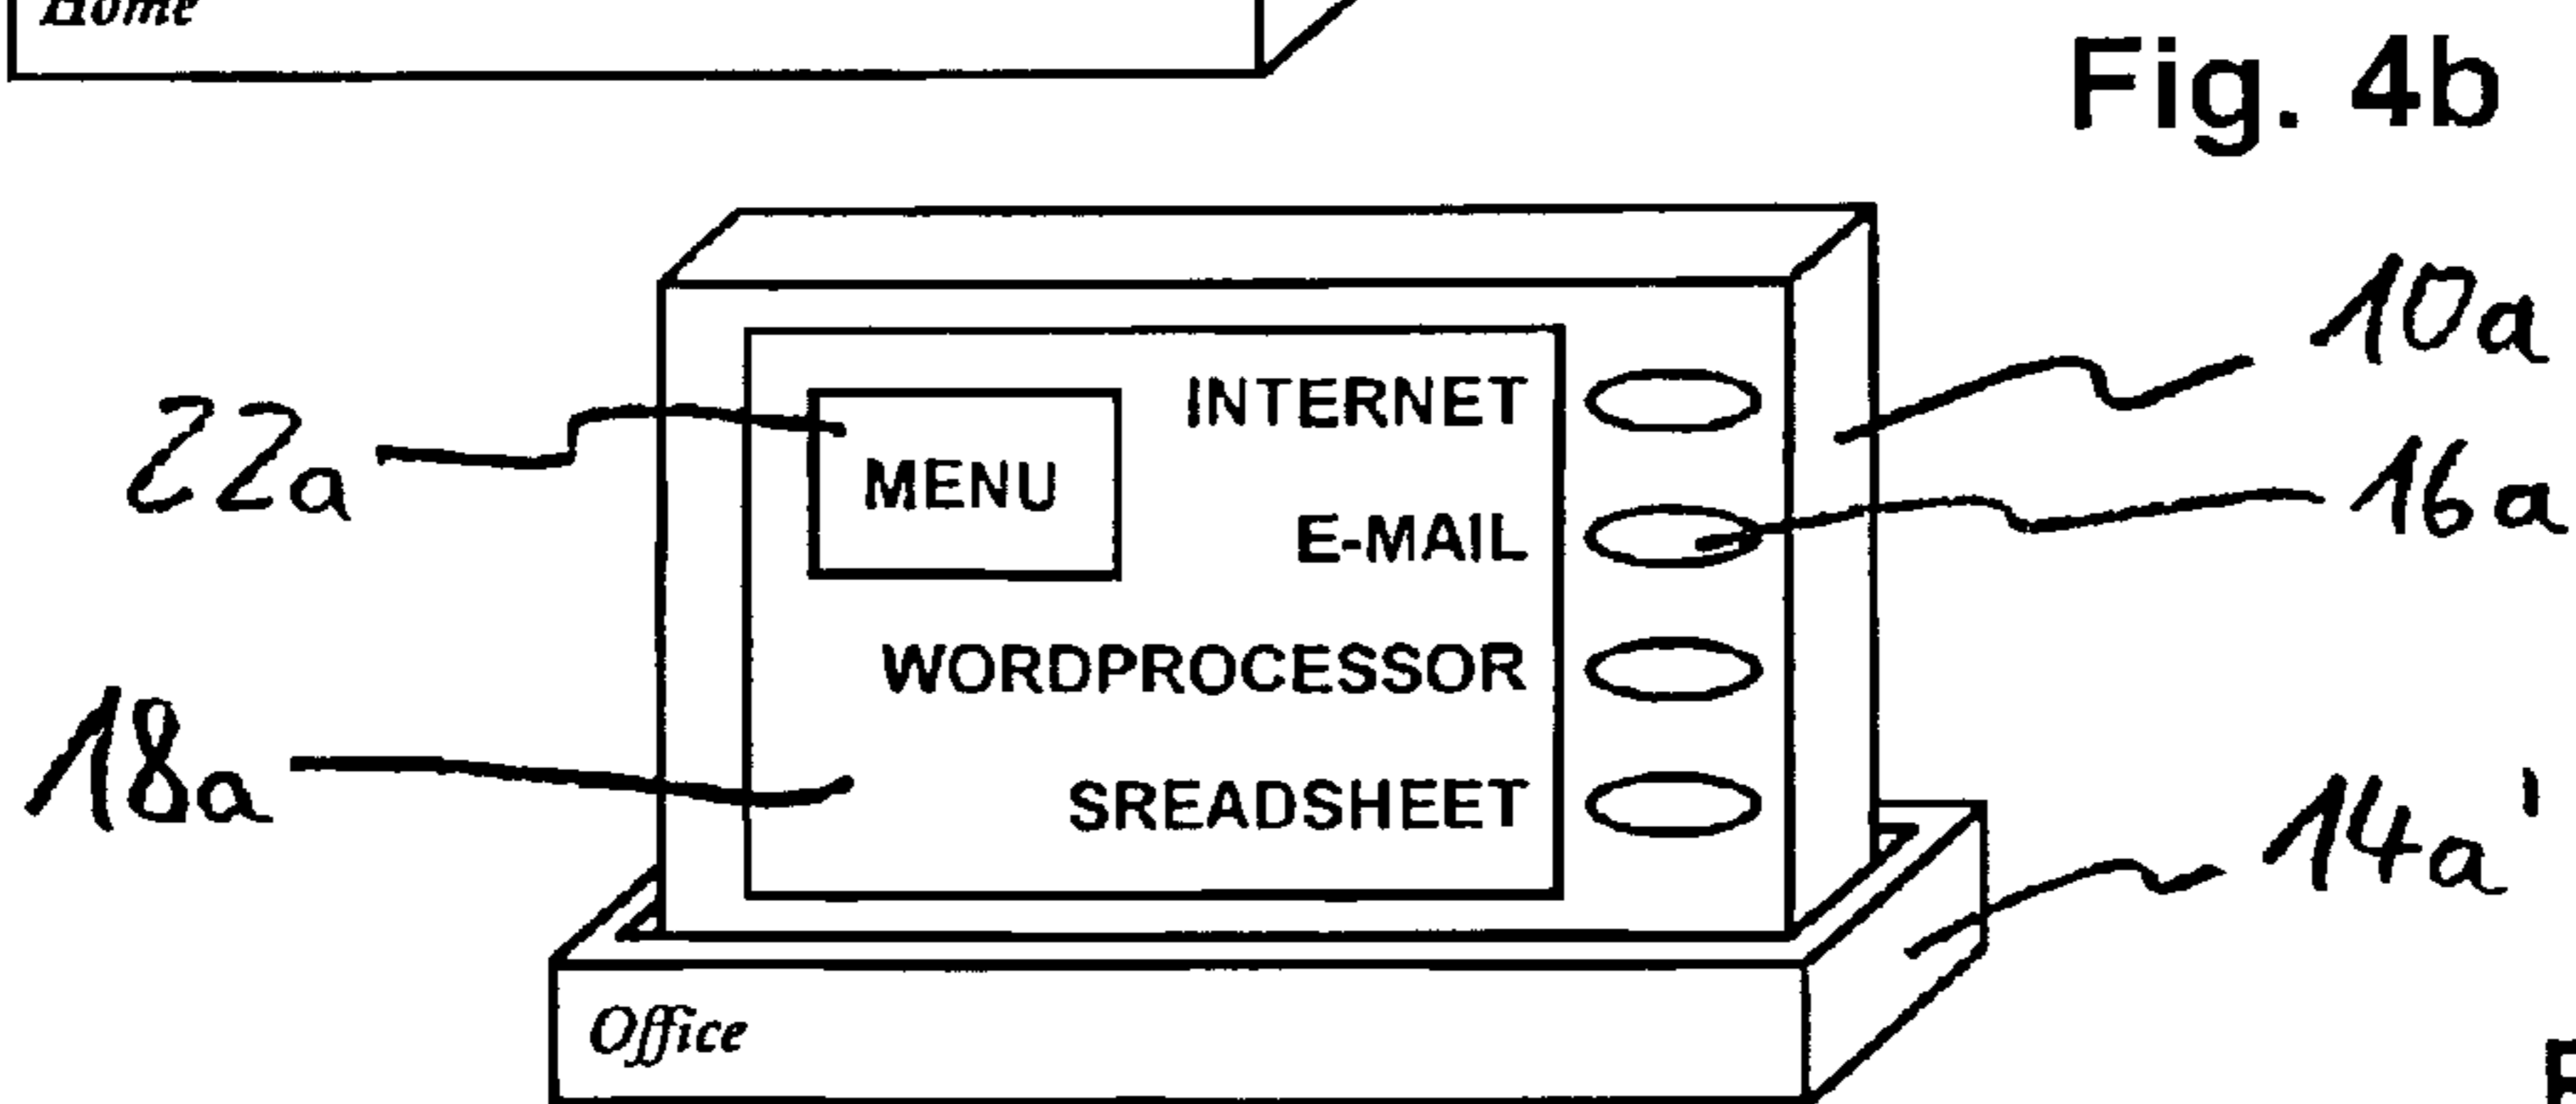 Home
Fig. 4b
10a
INTERNET
22a
MENU
16a
E-MAIL
WORDPROCESSOR
18a
SREADSHEET
14a'
Office